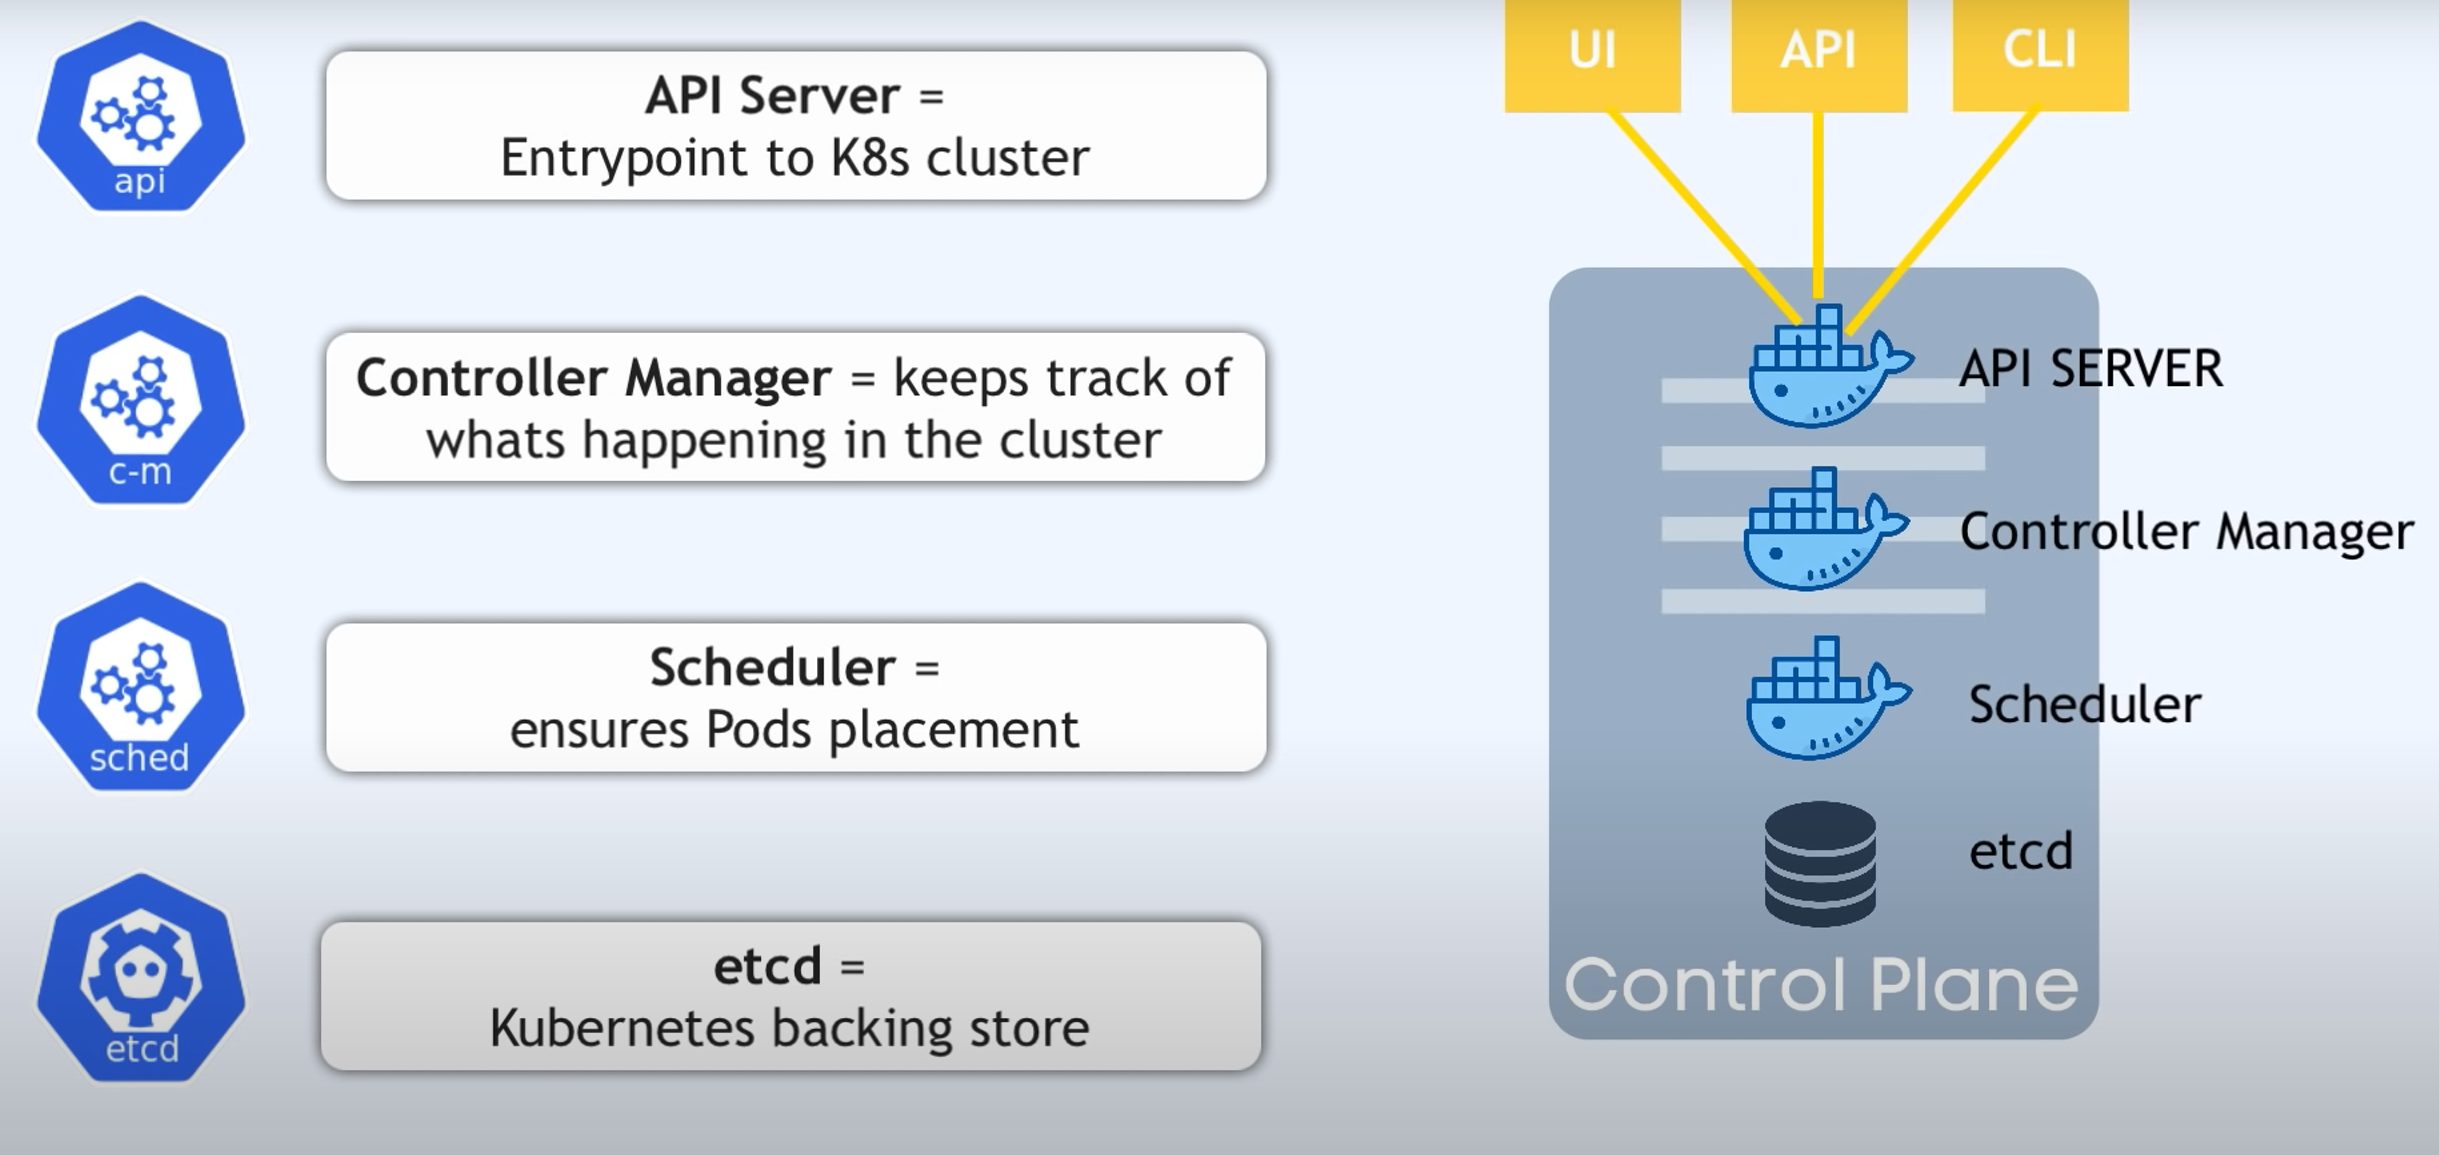 api
API Server =
Entrypoint to K8s cluster
c-m
Controller Manager = keeps track of
whats happening in the cluster
sched
Scheduler =
ensures Pods placement
etcd
etcd =
Kubernetes backing store
UI
API
CLI
API SERVER
Controller Manager
Scheduler
etcd
Control Plane